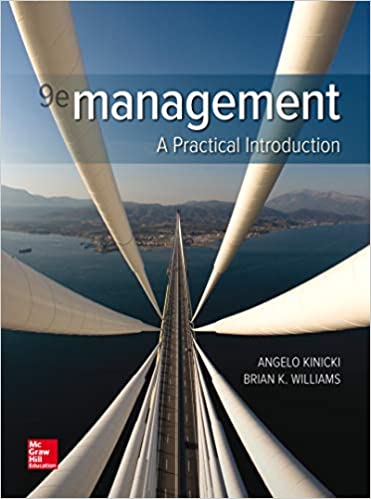 9e management
A Practical Introduction
ANGELO KINICKI
BRIAN K. WILLIAMS
Mc
Graw
Hill
Education